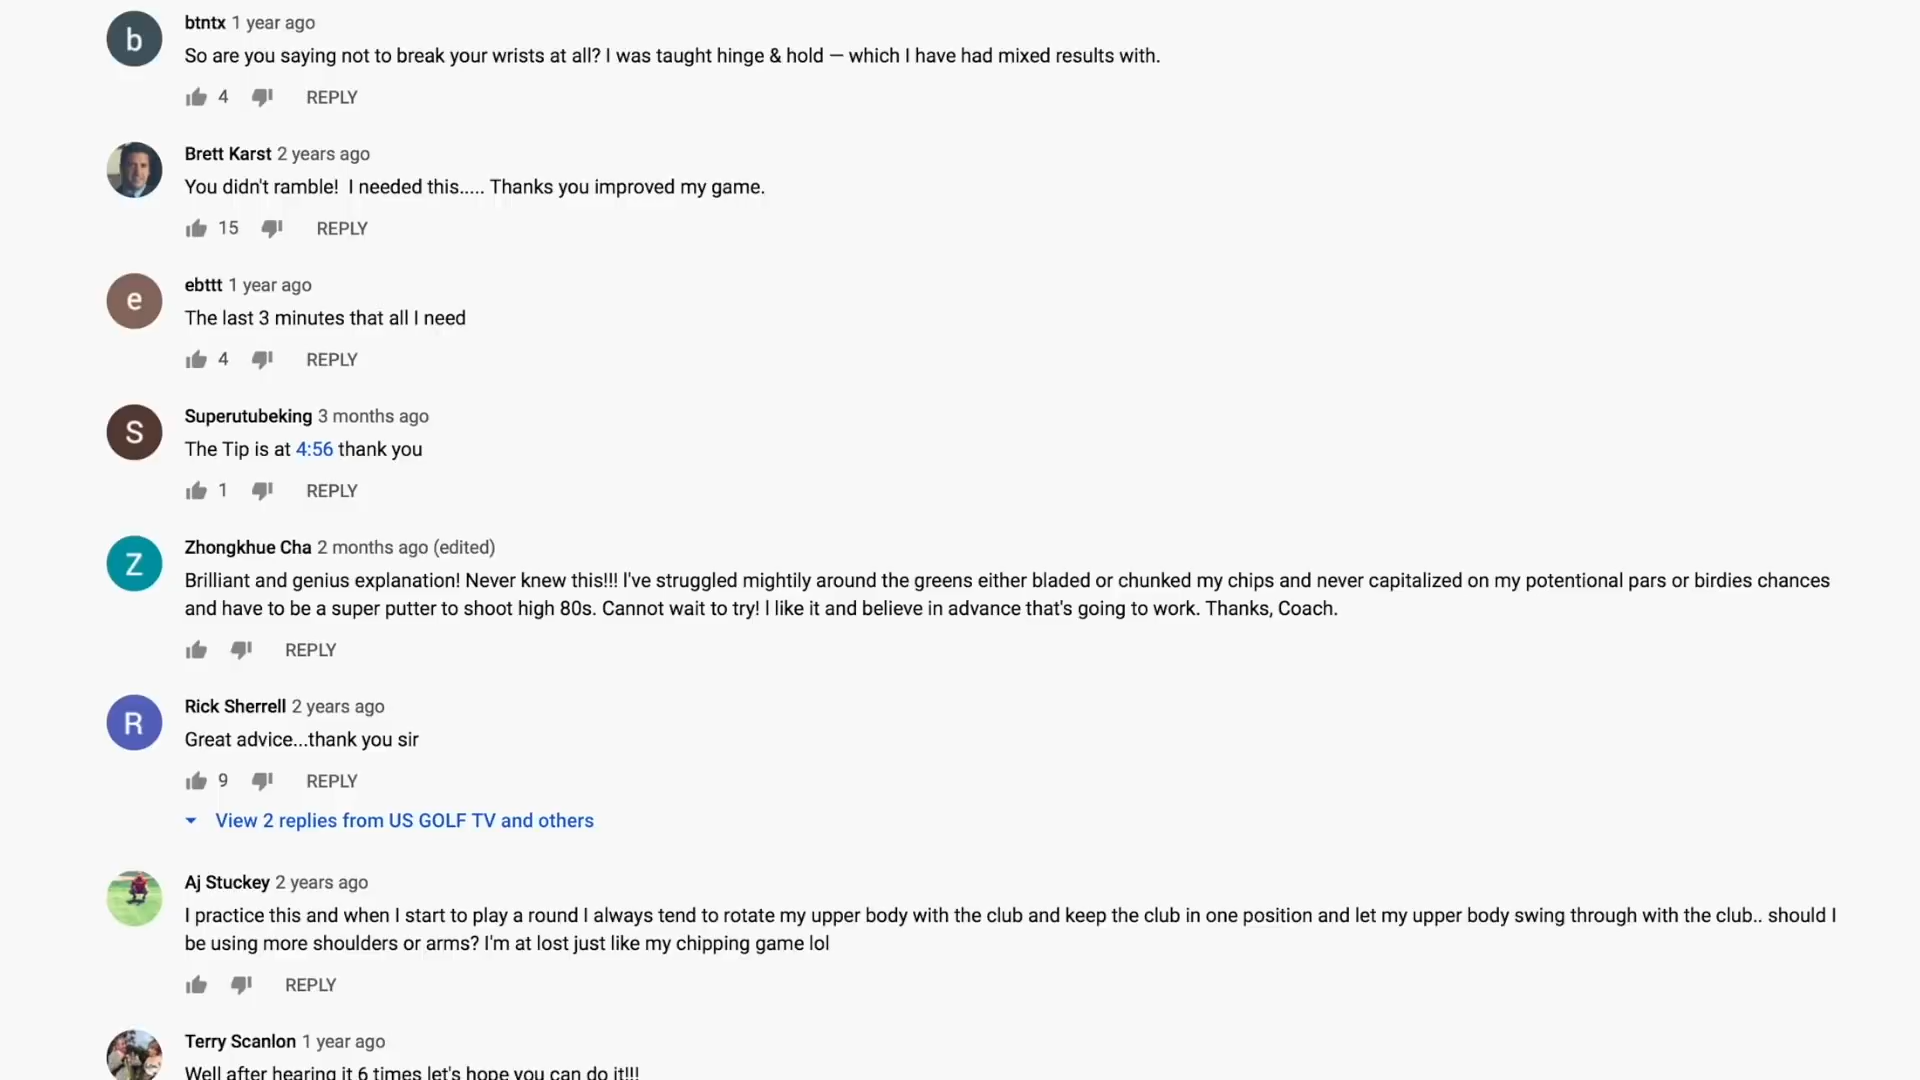 b
btntx 1 year ago
So are you saying not to break your wrists at all? I was taught hinge & hold — which I have had mixed results with.
4 REPLY
Brett Karst 2 years ago
You didn't ramble!  I needed this..... Thanks you improved my game.
15 REPLY
e
ebttt 1 year ago
The last 3 minutes that all I need
4 REPLY
S
Superutubeking 3 months ago
The Tip is at 4:56 thank you
1 REPLY
Z
Zhongkhue Cha 2 months ago (edited)
Brilliant and genius explanation! Never knew this!!! I've struggled mightily around the greens either bladed or chunked my chips and never capitalized on my potentional pars or birdies chances
and have to be a super putter to shoot high 80s. Cannot wait to try! I like it and believe in advance that's going to work. Thanks, Coach.
REPLY
R
Rick Sherrell 2 years ago
Great advice...thank you sir
9 REPLY
View 2 replies from US GOLF TV and others
Aj Stuckey 2 years ago
I practice this and when I start to play a round I always tend to rotate my upper body with the club and keep the club in one position and let my upper body swing through with the club.. should I
be using more shoulders or arms? I'm at lost just like my chipping game lol
REPLY
Terry Scanlon 1 year ago
Well after hearing it 6 times let's hope you can do it!!!